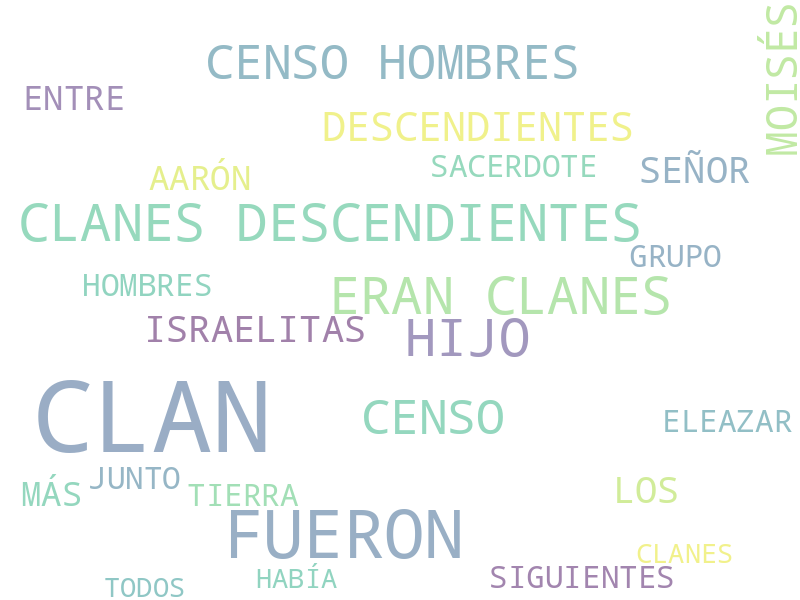 MOISÉS
CENSO HOMBRES
ENTRE
DESCENDIENTES
SACERDOTE
SEÑOR
AARÓN
CLANES DESCENDIENTES
GRUPO
HOMBRES
ERAN CLANES
ISRAELITAS
HIJO
CLAN
CENSO
ELEAZAR
JUNTO
MÁS
TIERRA
LOS
FUERON
CLANES
SIGUIENTES
HABÍA
TODOS